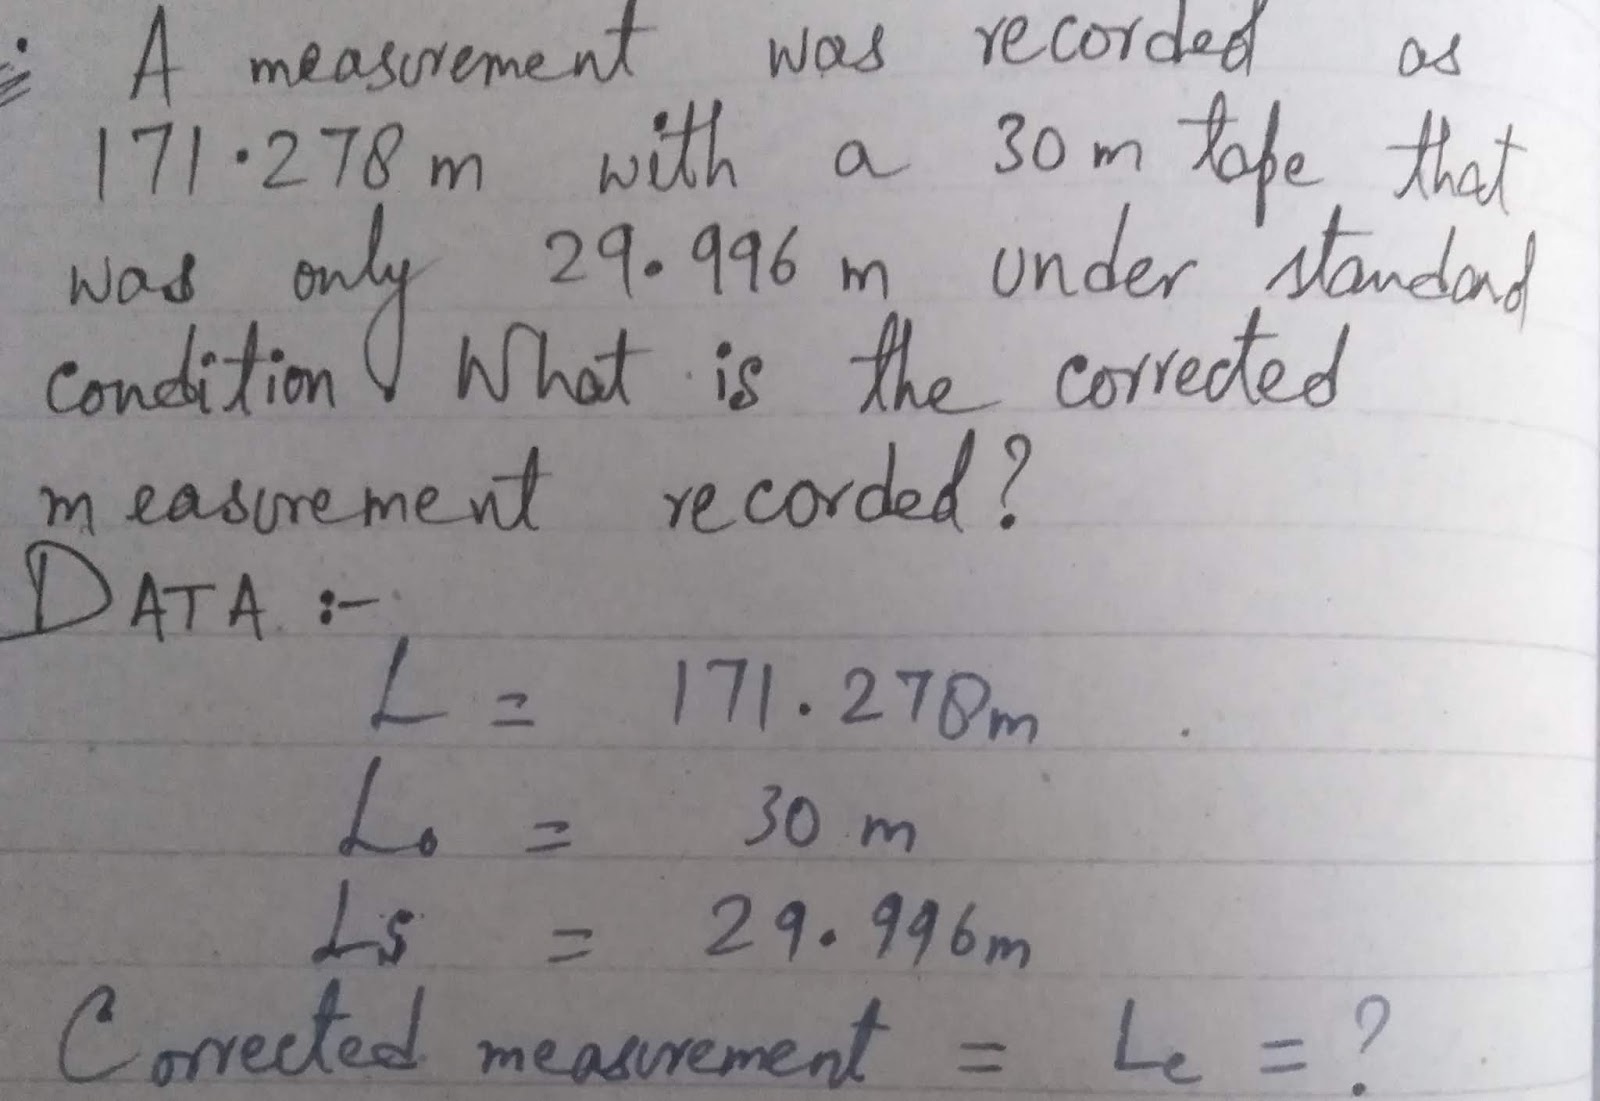 A measurement was recorded as
171.278 m with a 30 m tape that
was only 29.996 m under standard
condition What is the corrected
measurement recorded?
DATA :-
L = 171.278m
Lo = 30 m
Ls = 29.996m
Corrected measurement = Lc = ?